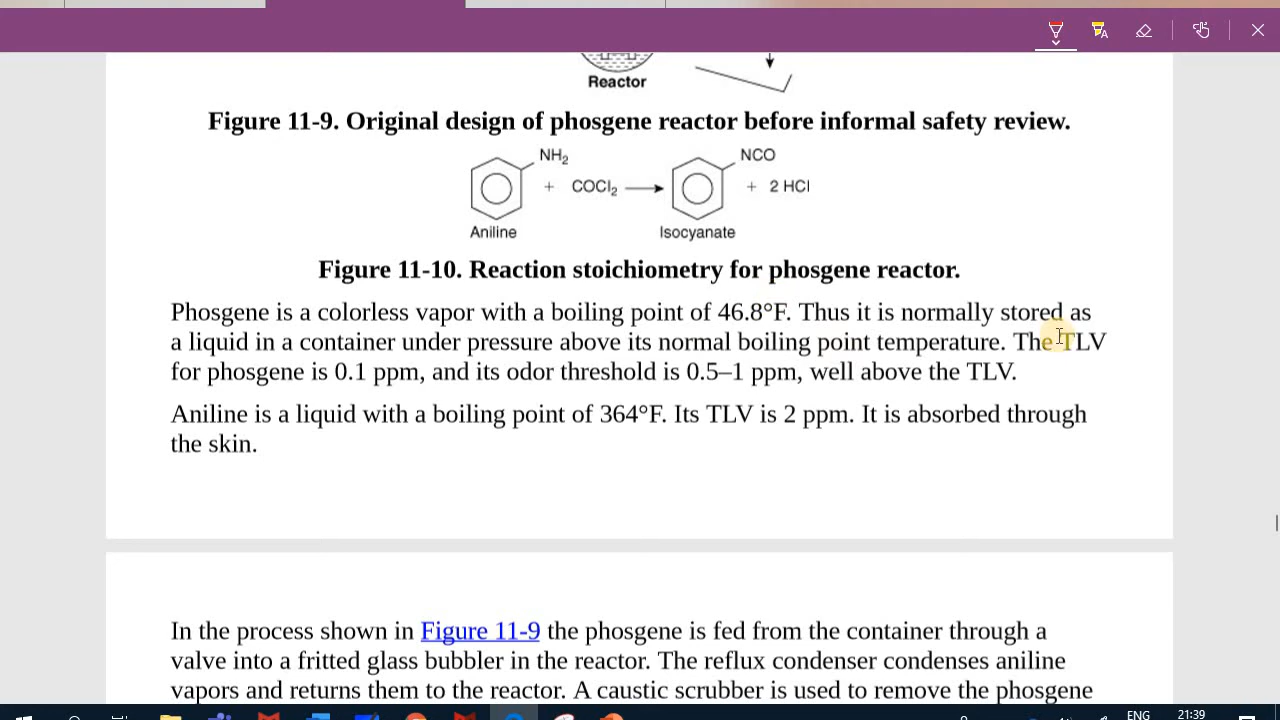 Reactor
Figure 11-9. Original design of phosgene reactor before informal safety review.
NH2 NCO
+ COCl2 + 2 HCl
Aniline Isocyanate
Figure 11-10. Reaction stoichiometry for phosgene reactor.
Phosgene is a colorless vapor with a boiling point of 46.8°F. Thus it is normally stored as
a liquid in a container under pressure above its normal boiling point temperature. The TLV
for phosgene is 0.1 ppm, and its odor threshold is 0.5–1 ppm, well above the TLV.
Aniline is a liquid with a boiling point of 364°F. Its TLV is 2 ppm. It is absorbed through
the skin.
In the process shown in Figure 11-9 the phosgene is fed from the container through a
valve into a fritted glass bubbler in the reactor. The reflux condenser condenses aniline
vapors and returns them to the reactor. A caustic scrubber is used to remove the phosgene
ENG 21:39